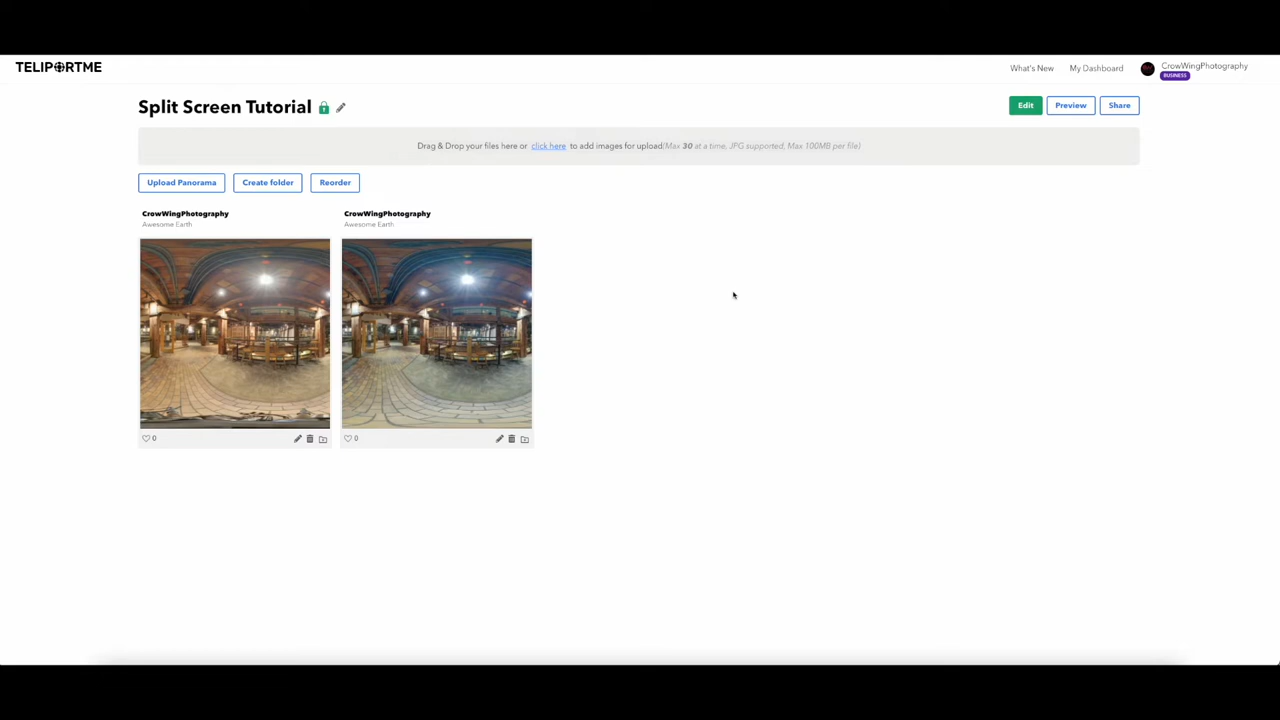 TELIPORTME
What's New
My Dashboard
CrowWingPhotography
BUSINESS
Split Screen Tutorial
Edit
Preview
Share
Drag & Drop your files here or click here to add images for upload(Max 30 at a time, JPG supported, Max 100MB per file)
Upload Panorama
Create folder
Reorder
CrowWingPhotography
Awesome Earth
0
CrowWingPhotography
Awesome Earth
0